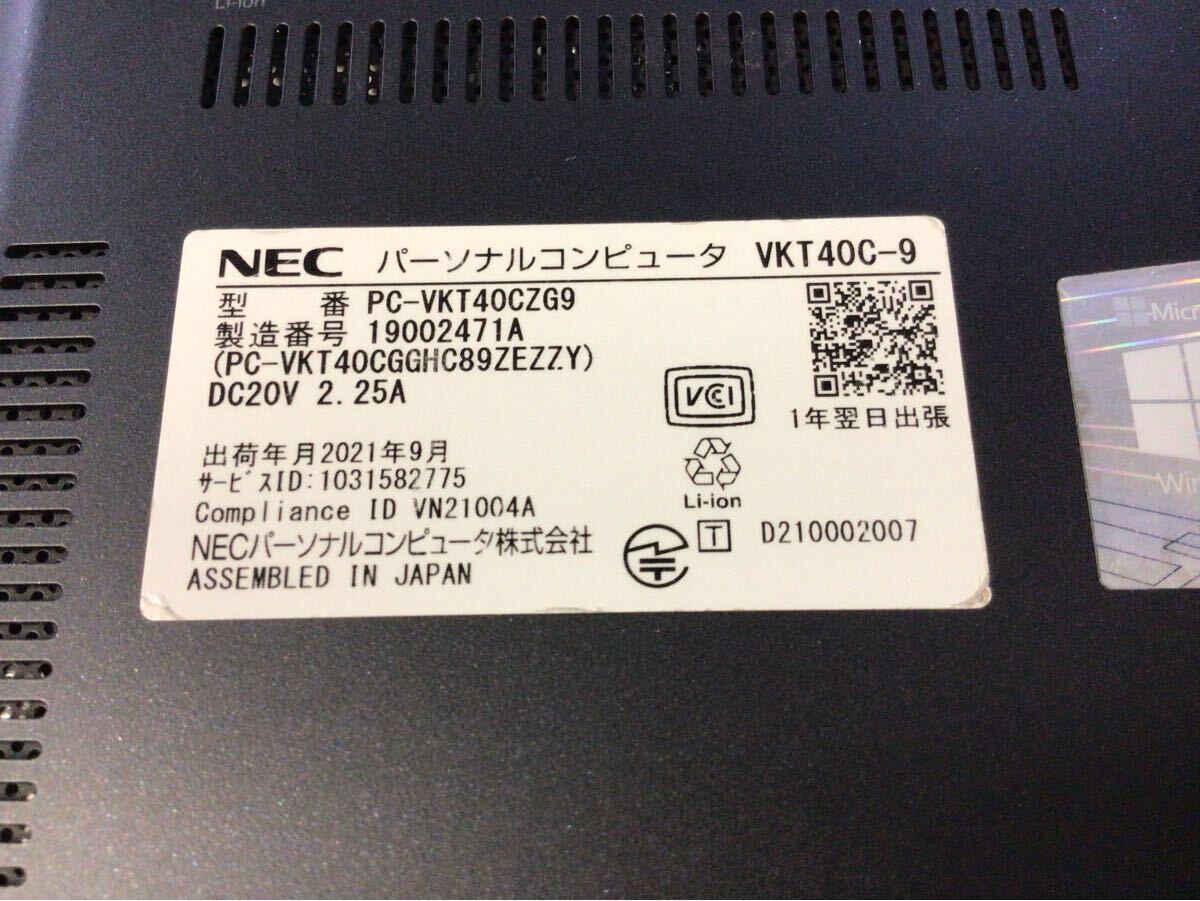 Li-ion
NEC パーソナルコンピュータ VKT40C-9
型 番 PC-VKT40CZG9
製造番号 19002471A
(PC-VKT40CGGHC89ZEZZY)
DC20V 2.25A
VCCI
1年翌日出張
出荷年月2021年9月
サービスID:1031582775
Li-ion
Compliance ID VN21004A
NECパーソナルコンピュータ株式会社
T D210002007
ASSEMBLED IN JAPAN